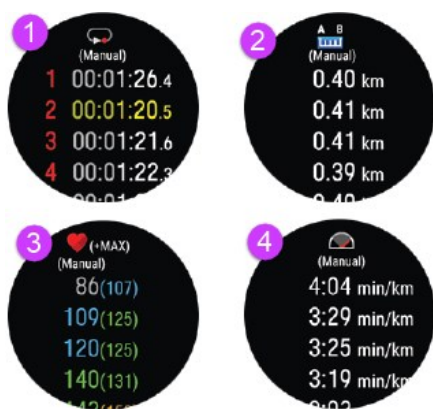 1
(Manual)
1 00:01:26.4
2 00:01:20.5
3 00:01:21.6
4 00:01:22.3
2
A B
(Manual)
0.40 km
0.41 km
0.41 km
0.39 km
3
(+MAX)
(Manual)
86(107)
109(125)
120(125)
140(131)
4
(Manual)
4:04 min/km
3:29 min/km
3:25 min/km
3:19 min/km